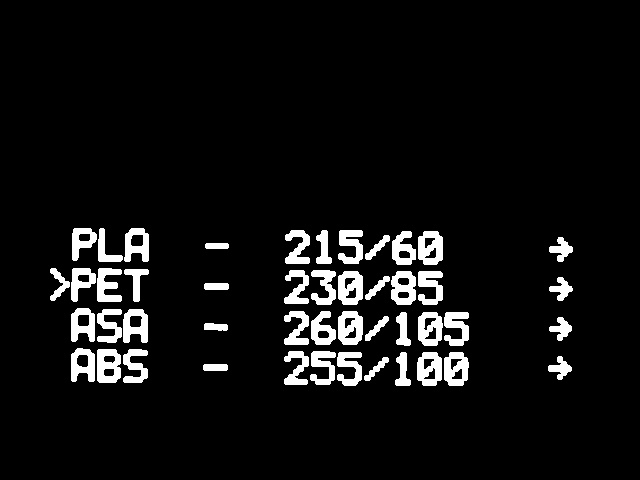 PLA - 215/60 →
>PET - 230/85 →
ASA - 260/105 →
ABS - 255/100 →